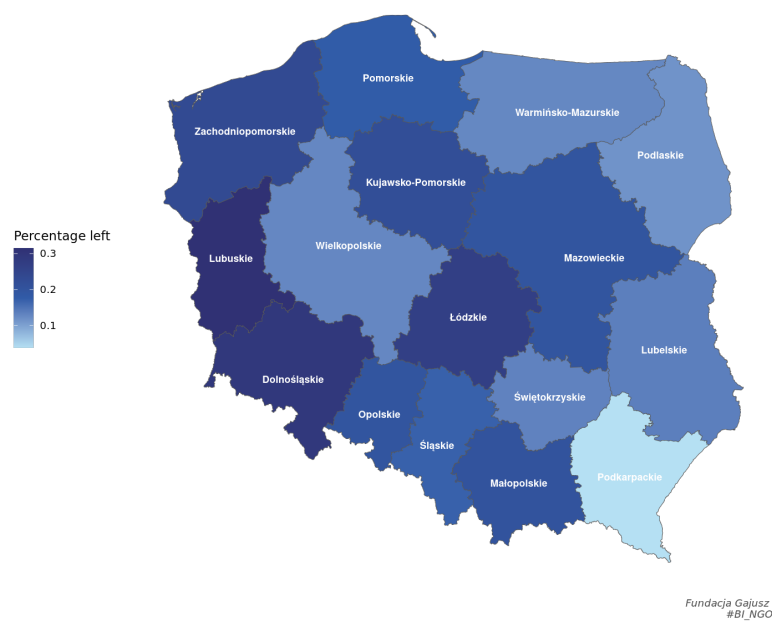 Pomorskie
Warmińsko-Mazurskie
Zachodniopomorskie
Podlaskie
Kujawsko-Pomorskie
Percentage left
0.3
0.2
0.1
Lubuskie
Wielkopolskie
Mazowieckie
Łódzkie
Lubelskie
Dolnośląskie
Świętokrzyskie
Opolskie
Śląskie
Małopolskie
Podkarpackie
Fundacja Gajusz
#BI_NGO